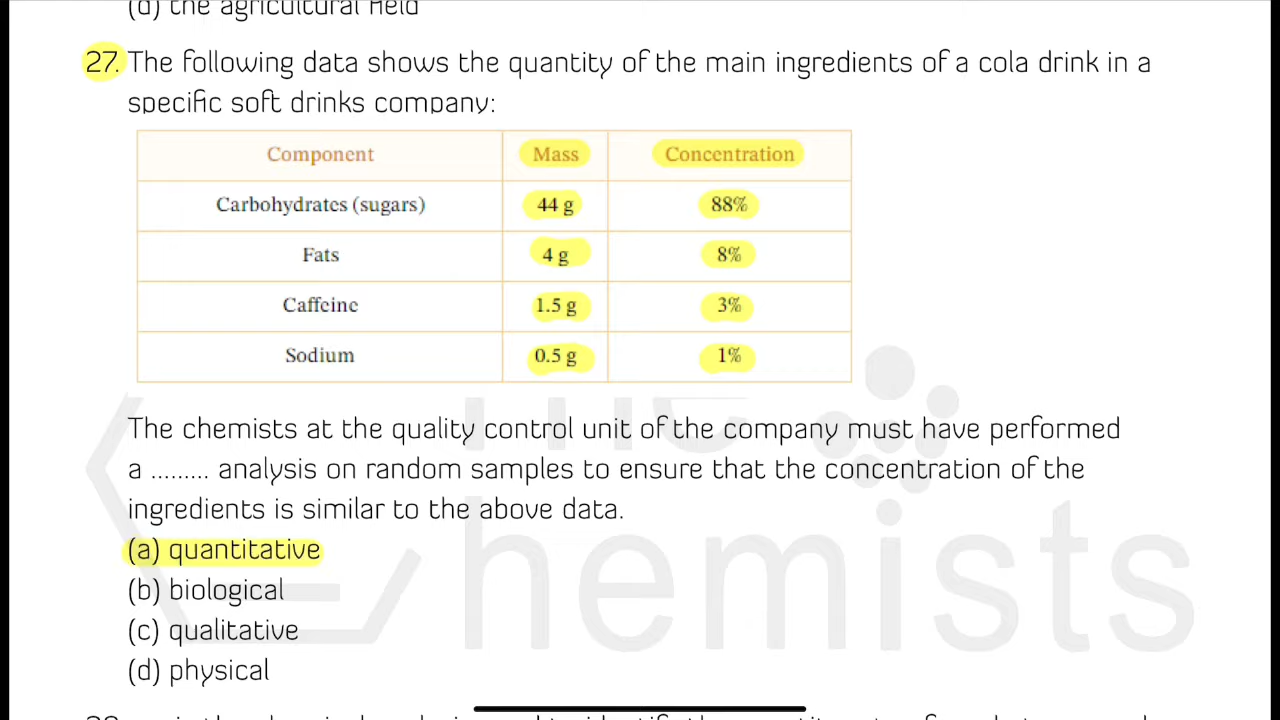 (d) the agricultural field
27. The following data shows the quantity of the main ingredients of a cola drink in a
specific soft drinks company:
Component Mass Concentration
Carbohydrates (sugars) 44 g 88%
Fats 4 g 8%
Caffeine 1.5 g 3%
Sodium 0.5 g 1%
The chemists at the quality control unit of the company must have performed
a ......... analysis on random samples to ensure that the concentration of the
ingredients is similar to the above data.
(a) quantitative
(b) biological
(c) qualitative
(d) physical
The
Chemists